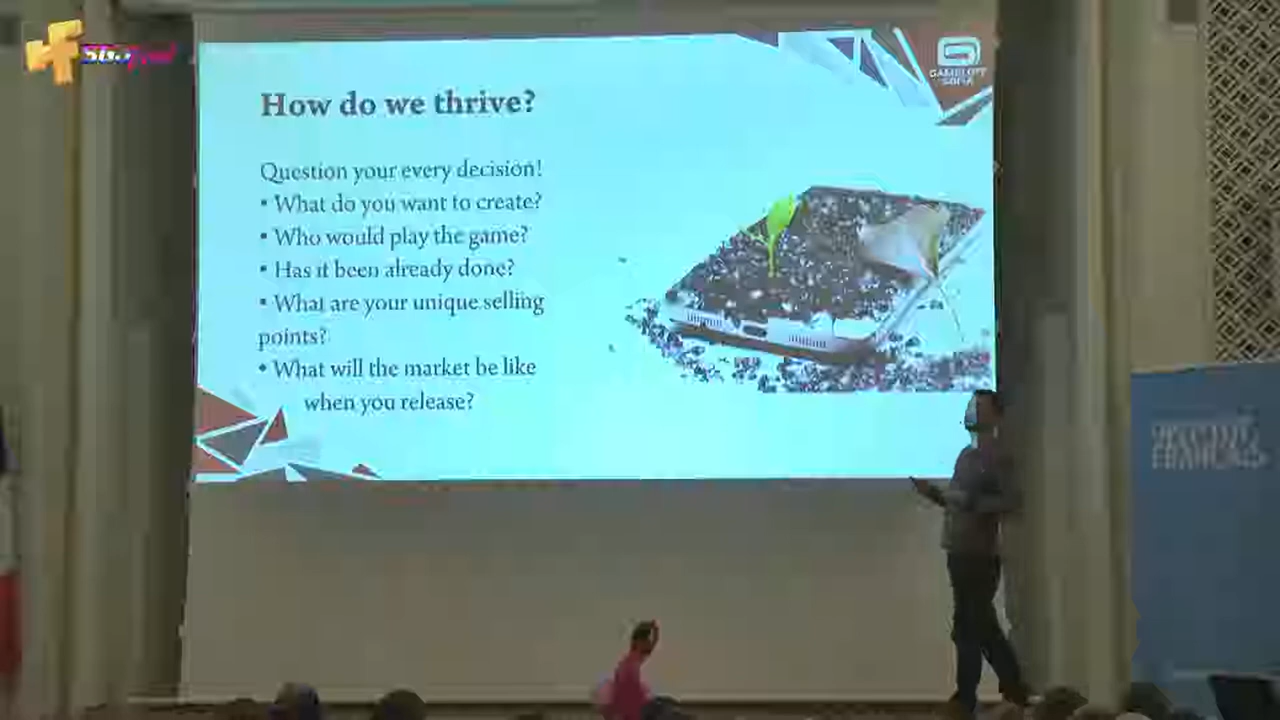 GAMELOFT
SOFIA
How do we thrive?
Question your every decision!
▪ What do you want to create?
▪ Who would play the game?
▪ Has it been already done?
▪ What are your unique selling
points?
• What will the market be like
when you release?